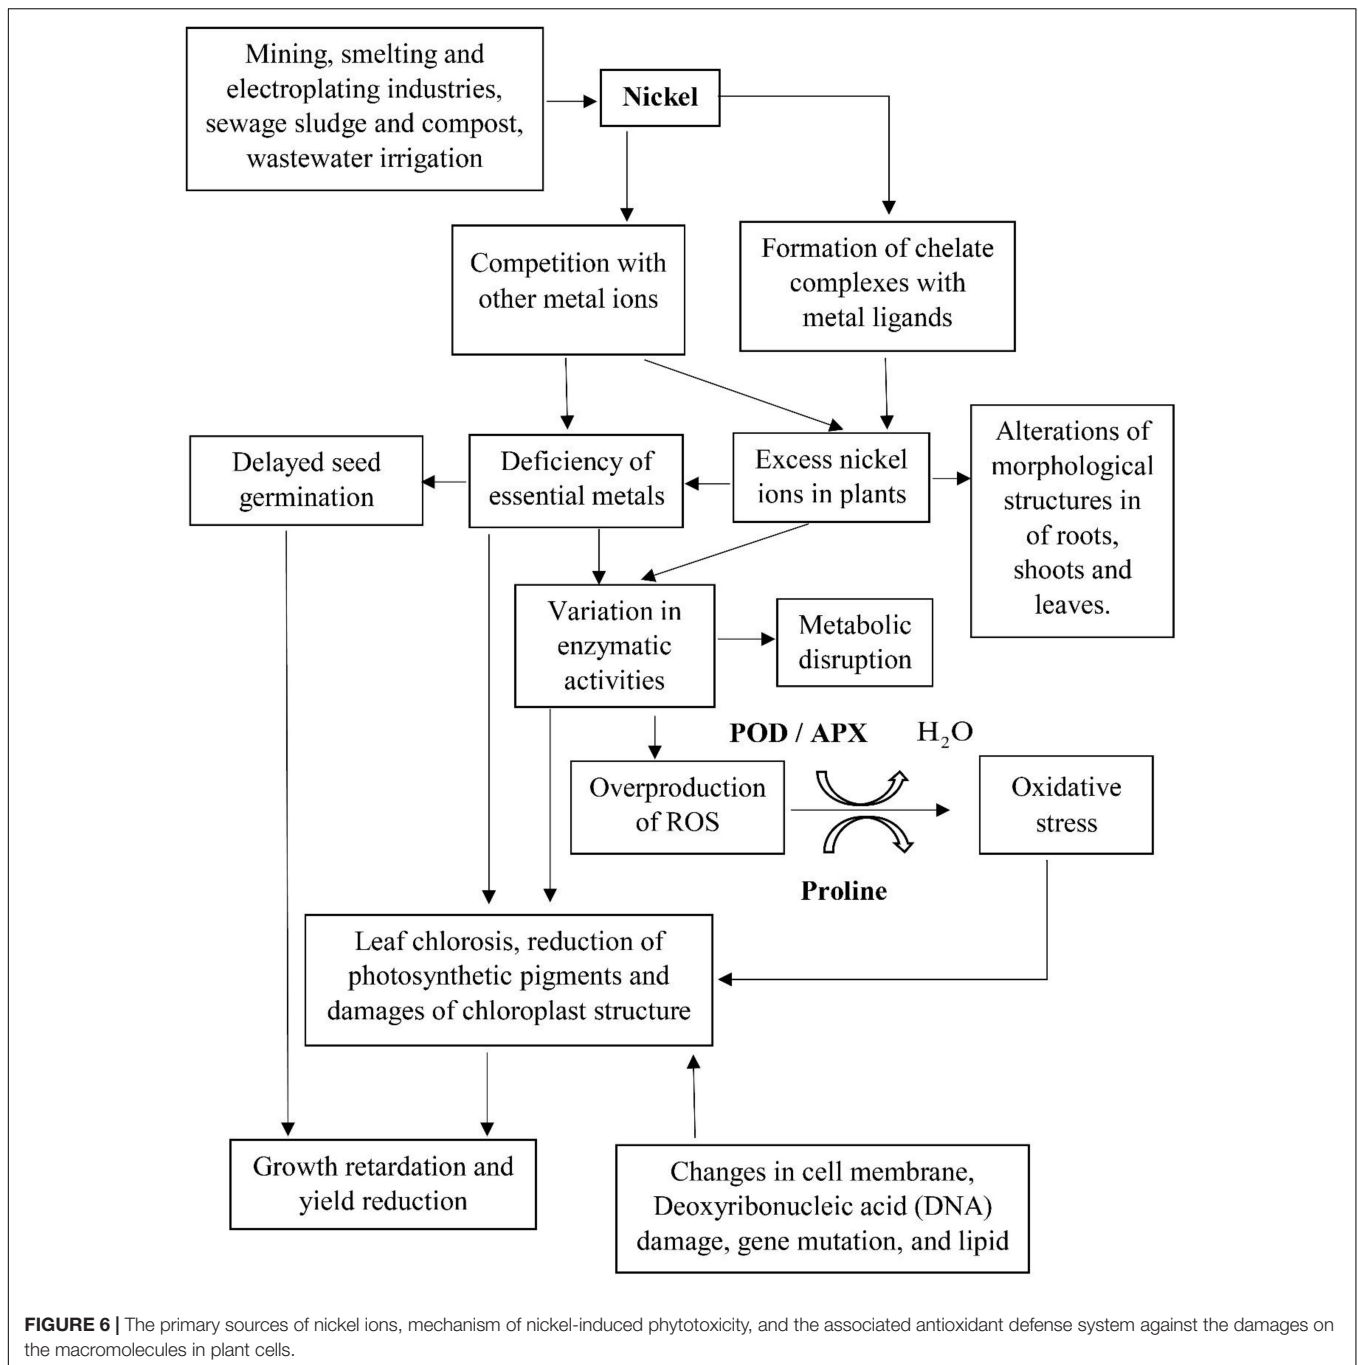 Mining, smelting and
electroplating industries,
sewage sludge and compost,
wastewater irrigation
Nickel
Competition with
other metal ions
Formation of chelate
complexes with
metal ligands
Delayed seed
germination
Deficiency of
essential metals
Excess nickel
ions in plants
Alterations of
morphological
structures in
of roots,
shoots and
leaves.
Variation in
enzymatic
activities
Metabolic
disruption
POD / APX
H₂O
Overproduction
of ROS
Oxidative
stress
Proline
Leaf chlorosis, reduction of
photosynthetic pigments and
damages of chloroplast structure
Growth retardation and
yield reduction
Changes in cell membrane,
Deoxyribonucleic acid (DNA)
damage, gene mutation, and lipid
FIGURE 6 | The primary sources of nickel ions, mechanism of nickel-induced phytotoxicity, and the associated antioxidant defense system against the damages on
the macromolecules in plant cells.